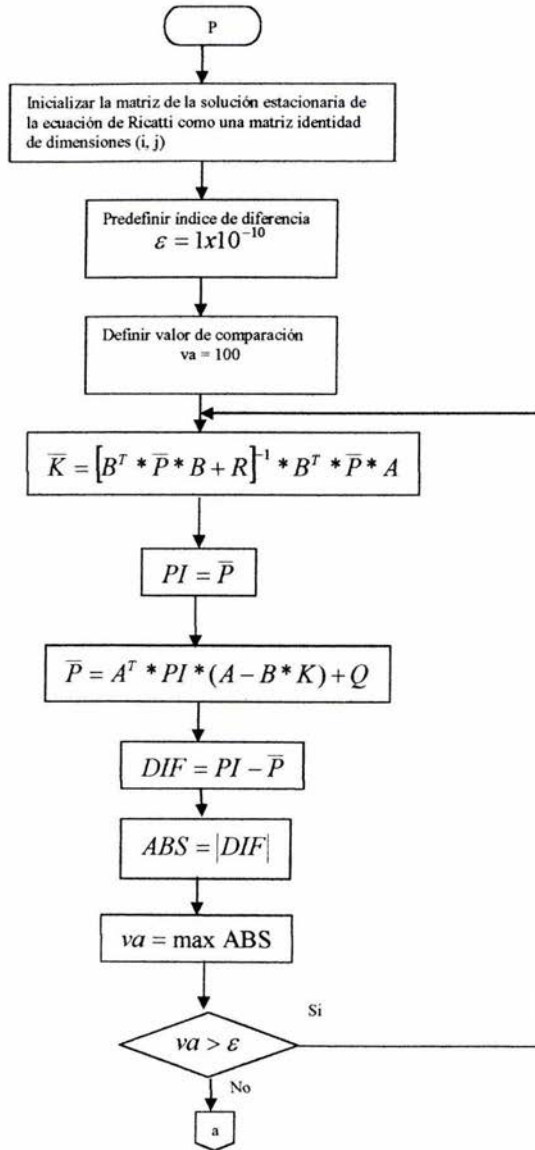 P
Inicializar la matriz de la solución estacionaria de
la ecuación de Ricatti como una matriz identidad
de dimensiones (i, j)
Predefinir índice de diferencia
ε = 1x10⁻¹⁰
Definir valor de comparación
va = 100
K̅ = [Bᵀ * P̅ * B + R]⁻¹ * Bᵀ * P̅ * A
PI = P̅
P̅ = Aᵀ * PI * (A − B * K) + Q
DIF = PI − P̅
ABS = |DIF|
va = max ABS
Si
va > ε
No
a